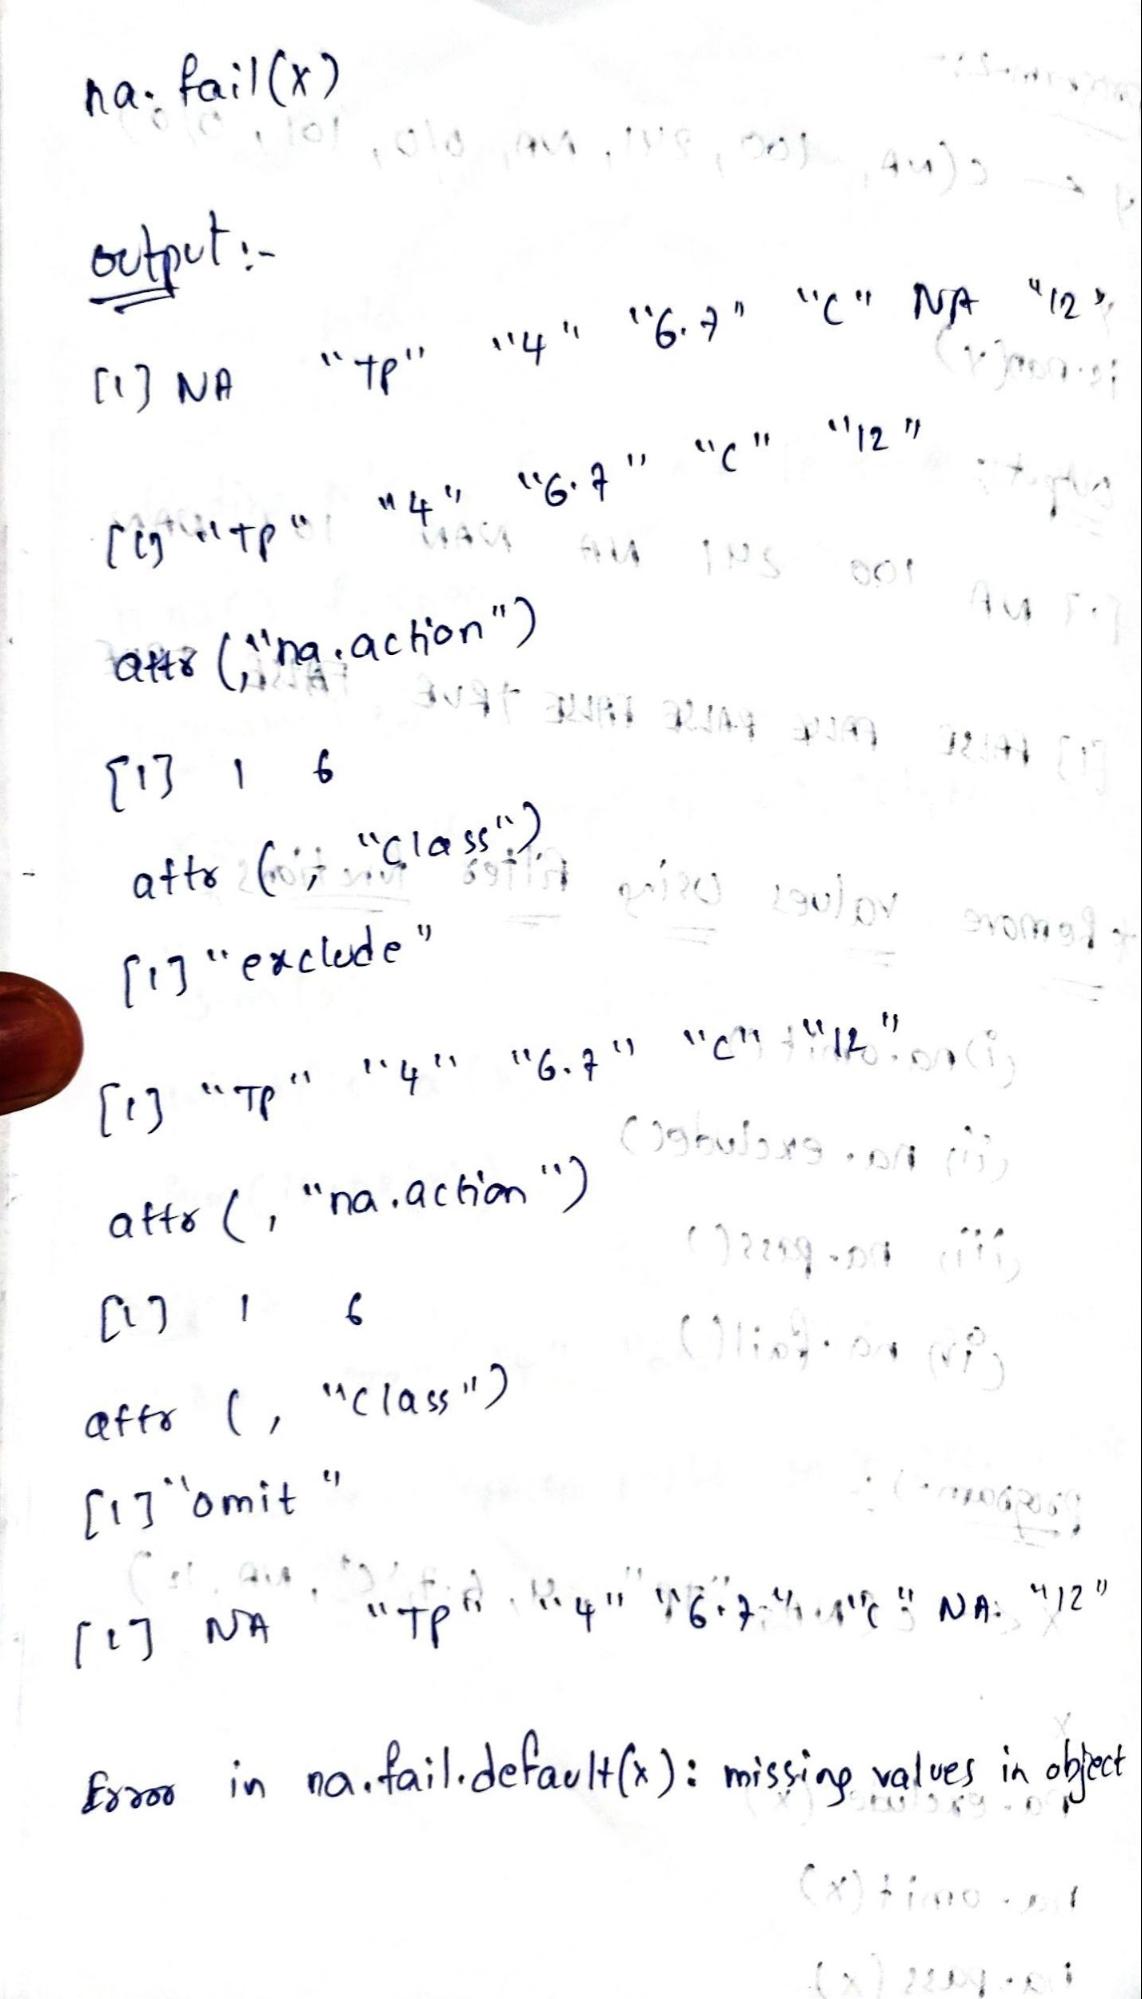 na. fail(x)
output:-
[1] NA "TP" "4" "6.7" "C" NA "12"
[1] "TP" "4" "6.7" "C" "12"
attr (,"na.action")
[1] 1 6
attr (, "class")
[1] "exclude"
[1] "TP" "4" "6.7" "C" "12"
attr (, "na.action")
[1] 1 6
attr (, "class")
[1] "omit"
[1] NA "TP" "4" "6.7" "C" NA. "12"
Error in na.fail.default(x): missing values in object